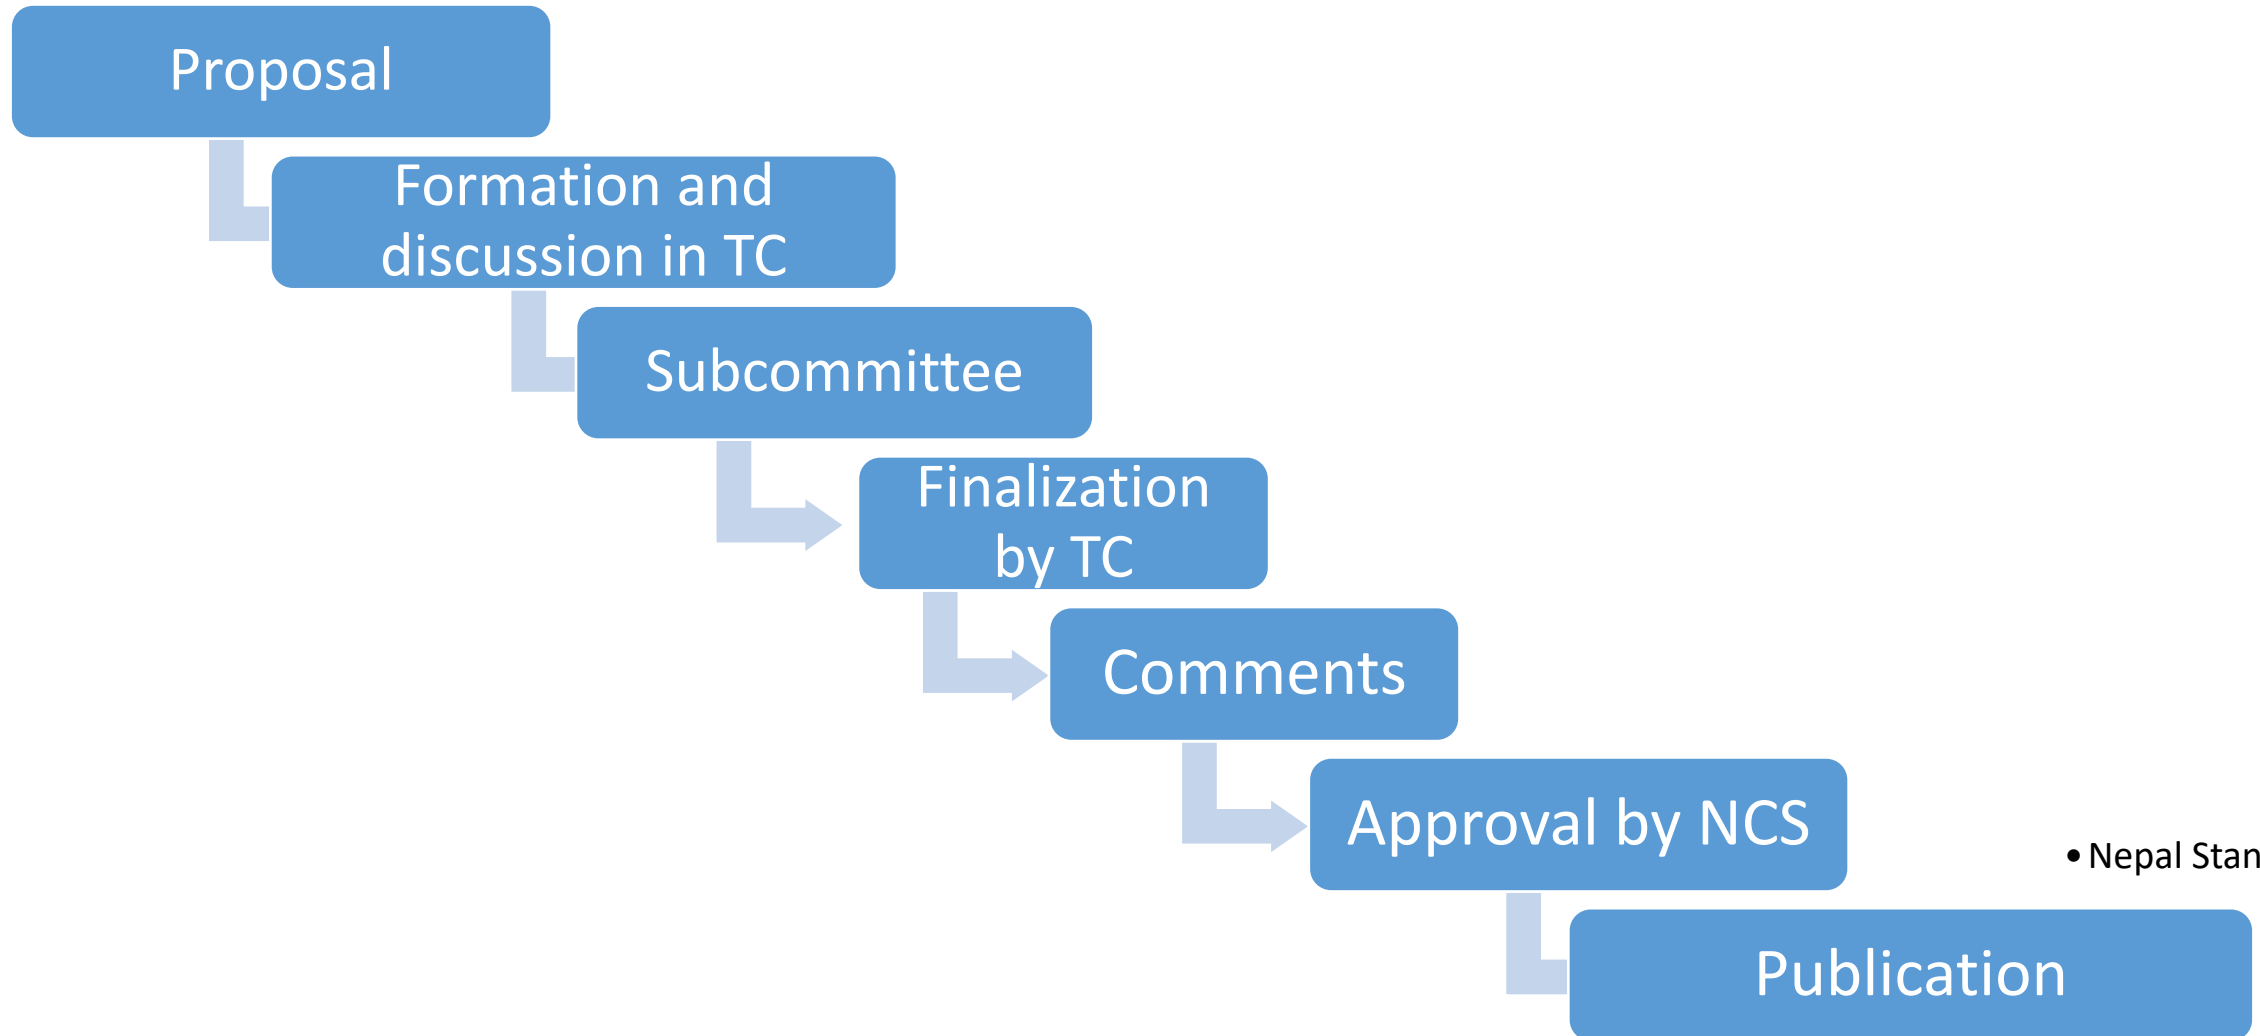 Proposal
Formation and
discussion in TC
Subcommittee
Finalization
by TC
Comments
Approval by NCS
• Nepal Stan
Publication